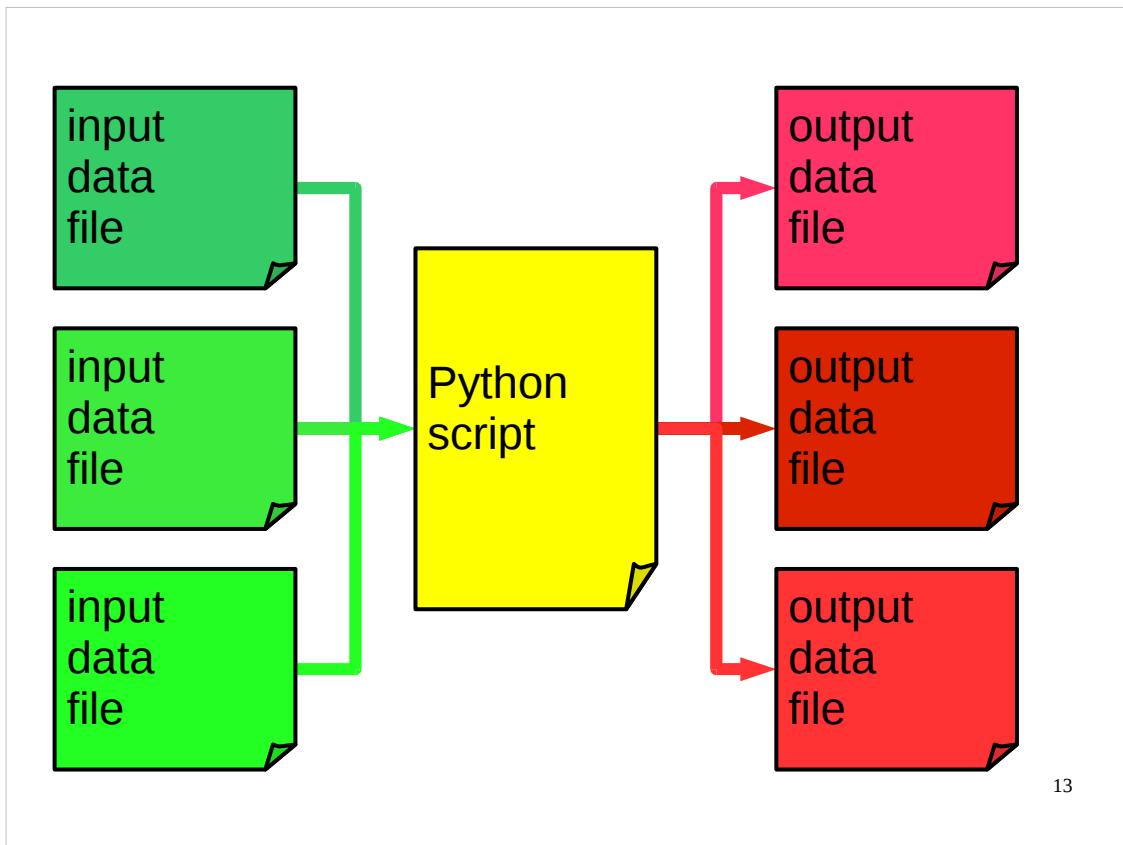 input
data
file
input
data
file
input
data
file
Python
script
output
data
file
output
data
file
output
data
file
13